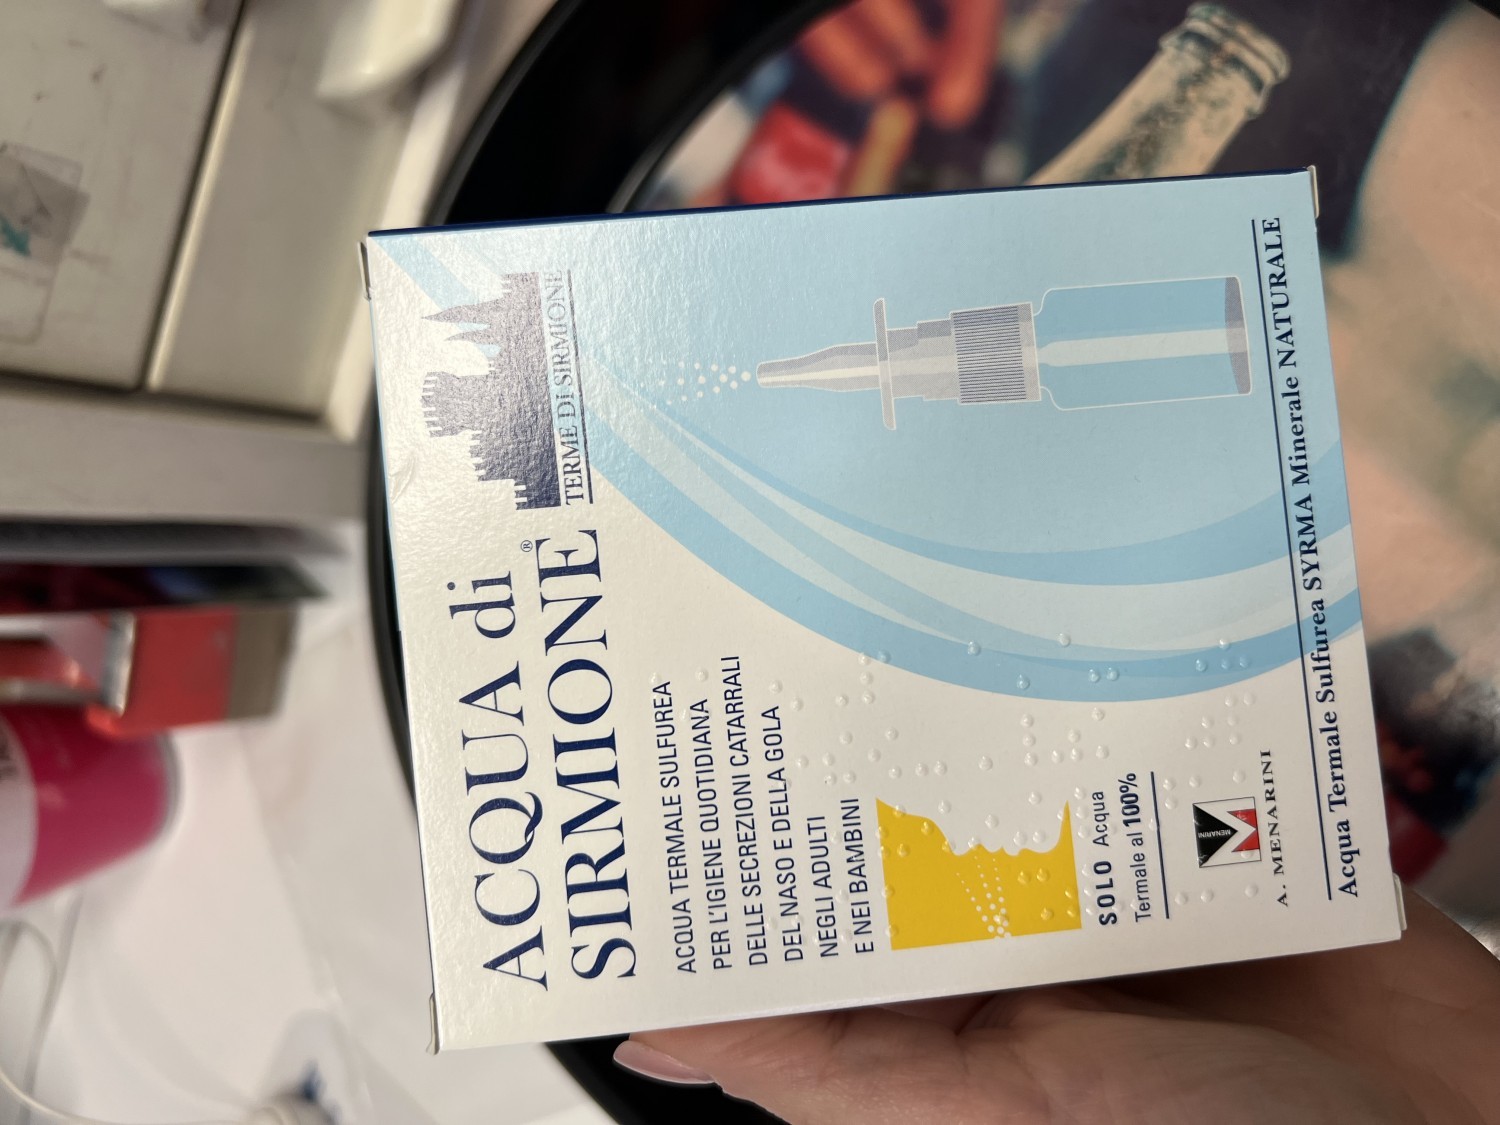 ACQUA di
SIRMIONE®
TERME DI SIRMIONE
ACQUA TERMALE SULFUREA
PER L'IGIENE QUOTIDIANA
DELLE SECREZIONI CATARRALI
DEL NASO E DELLA GOLA
NEGLI ADULTI
E NEI BAMBINI
SOLO Acqua
Termale al 100%
MENARINI
A. MENARINI
Acqua Termale Sulfurea SYRMA Minerale NATURALE